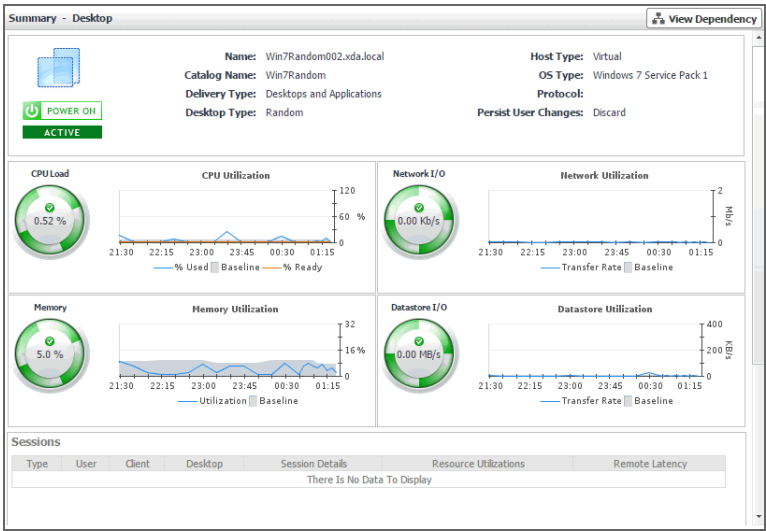 Summary - Desktop
View Dependency
Name: Win7Random002.xda.local
Host Type: Virtual
Catalog Name: Win7Random
OS Type: Windows 7 Service Pack 1
Delivery Type: Desktops and Applications
Protocol:
Desktop Type: Random
Persist User Changes: Discard
POWER ON
ACTIVE
CPU Load
0.52 %
CPU Utilization
120
60 %
0
21:30 22:15 23:00 23:45 00:30 01:15
% Used Baseline % Ready
Network I/O
0.00 Kb/s
Network Utilization
2
Mb/s
0
21:30 22:15 23:00 23:45 00:30 01:15
Transfer Rate Baseline
Memory
5.0 %
Memory Utilization
32
16 %
0
21:30 22:15 23:00 23:45 00:30 01:15
Utilization Baseline
Datastore I/O
0.00 MB/s
Datastore Utilization
400
200 KB/s
0
21:30 22:15 23:00 23:45 00:30 01:15
Transfer Rate Baseline
Sessions
Type User Client Desktop Session Details Resource Utilizations Remote Latency
There Is No Data To Display